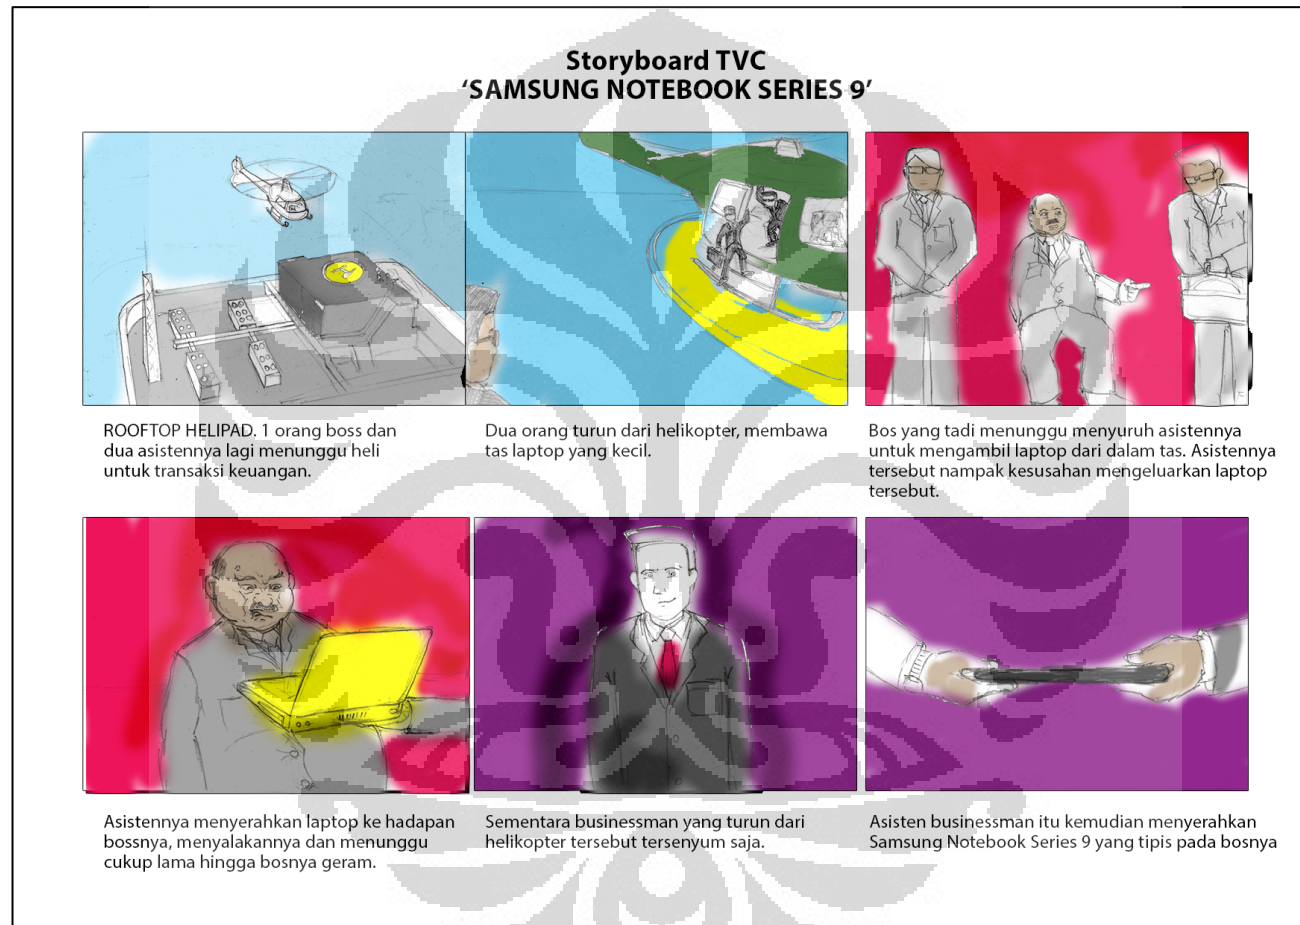 Storyboard TVC
‘SAMSUNG NOTEBOOK SERIES 9’
ROOFTOP HELIPAD. 1 orang boss dan
dua asistennya lagi menunggu heli
untuk transaksi keuangan.
Dua orang turun dari helikopter, membawa
tas laptop yang kecil.
Bos yang tadi menunggu menyuruh asistennya
untuk mengambil laptop dari dalam tas. Asistennya
tersebut nampak kesusahan mengeluarkan laptop
tersebut.
Asistennya menyerahkan laptop ke hadapan
bossnya, menyalakannya dan menunggu
cukup lama hingga bosnya geram.
Sementara businessman yang turun dari
helikopter tersebut tersenyum saja.
Asisten businessman itu kemudian menyerahkan
Samsung Notebook Series 9 yang tipis pada bosnya